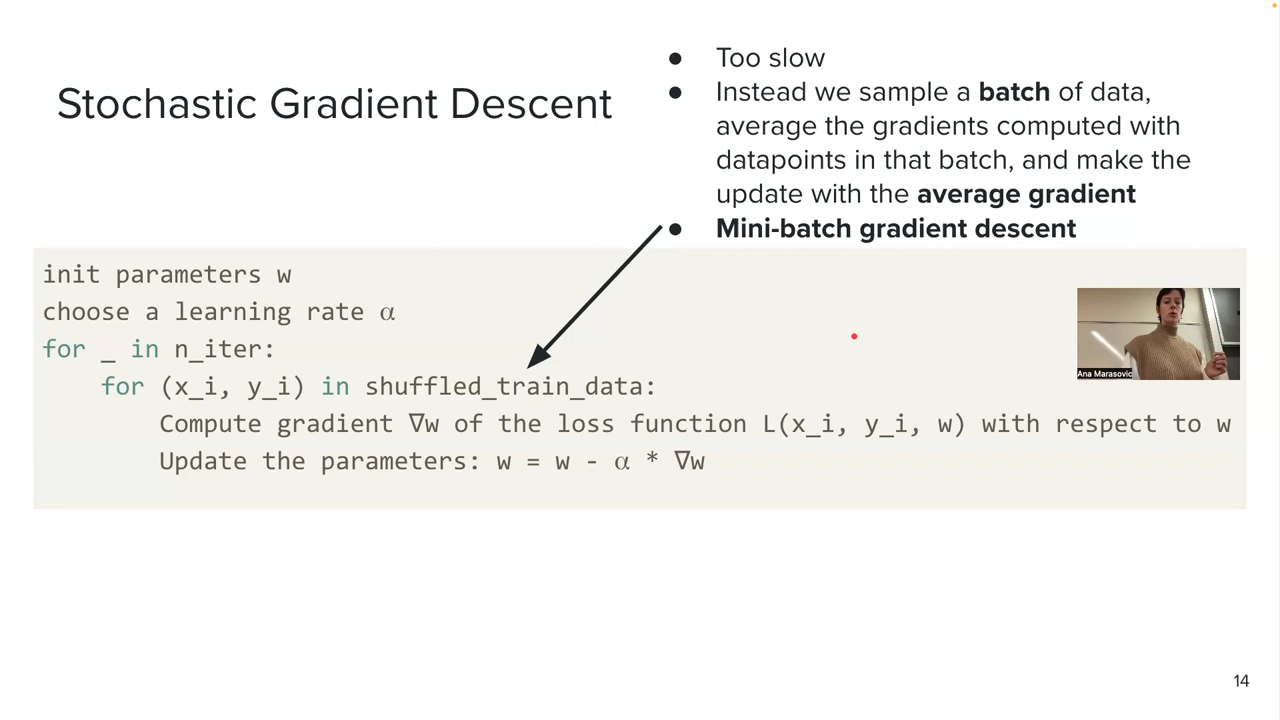 Stochastic Gradient Descent
● Too slow
● Instead we sample a batch of data,
average the gradients computed with
datapoints in that batch, and make the
update with the average gradient
● Mini-batch gradient descent
init parameters w
choose a learning rate α
for _ in n_iter:
for (x_i, y_i) in shuffled_train_data:
Compute gradient ∇w of the loss function L(x_i, y_i, w) with respect to w
Update the parameters: w = w - α * ∇w
Ana Marasovic
14